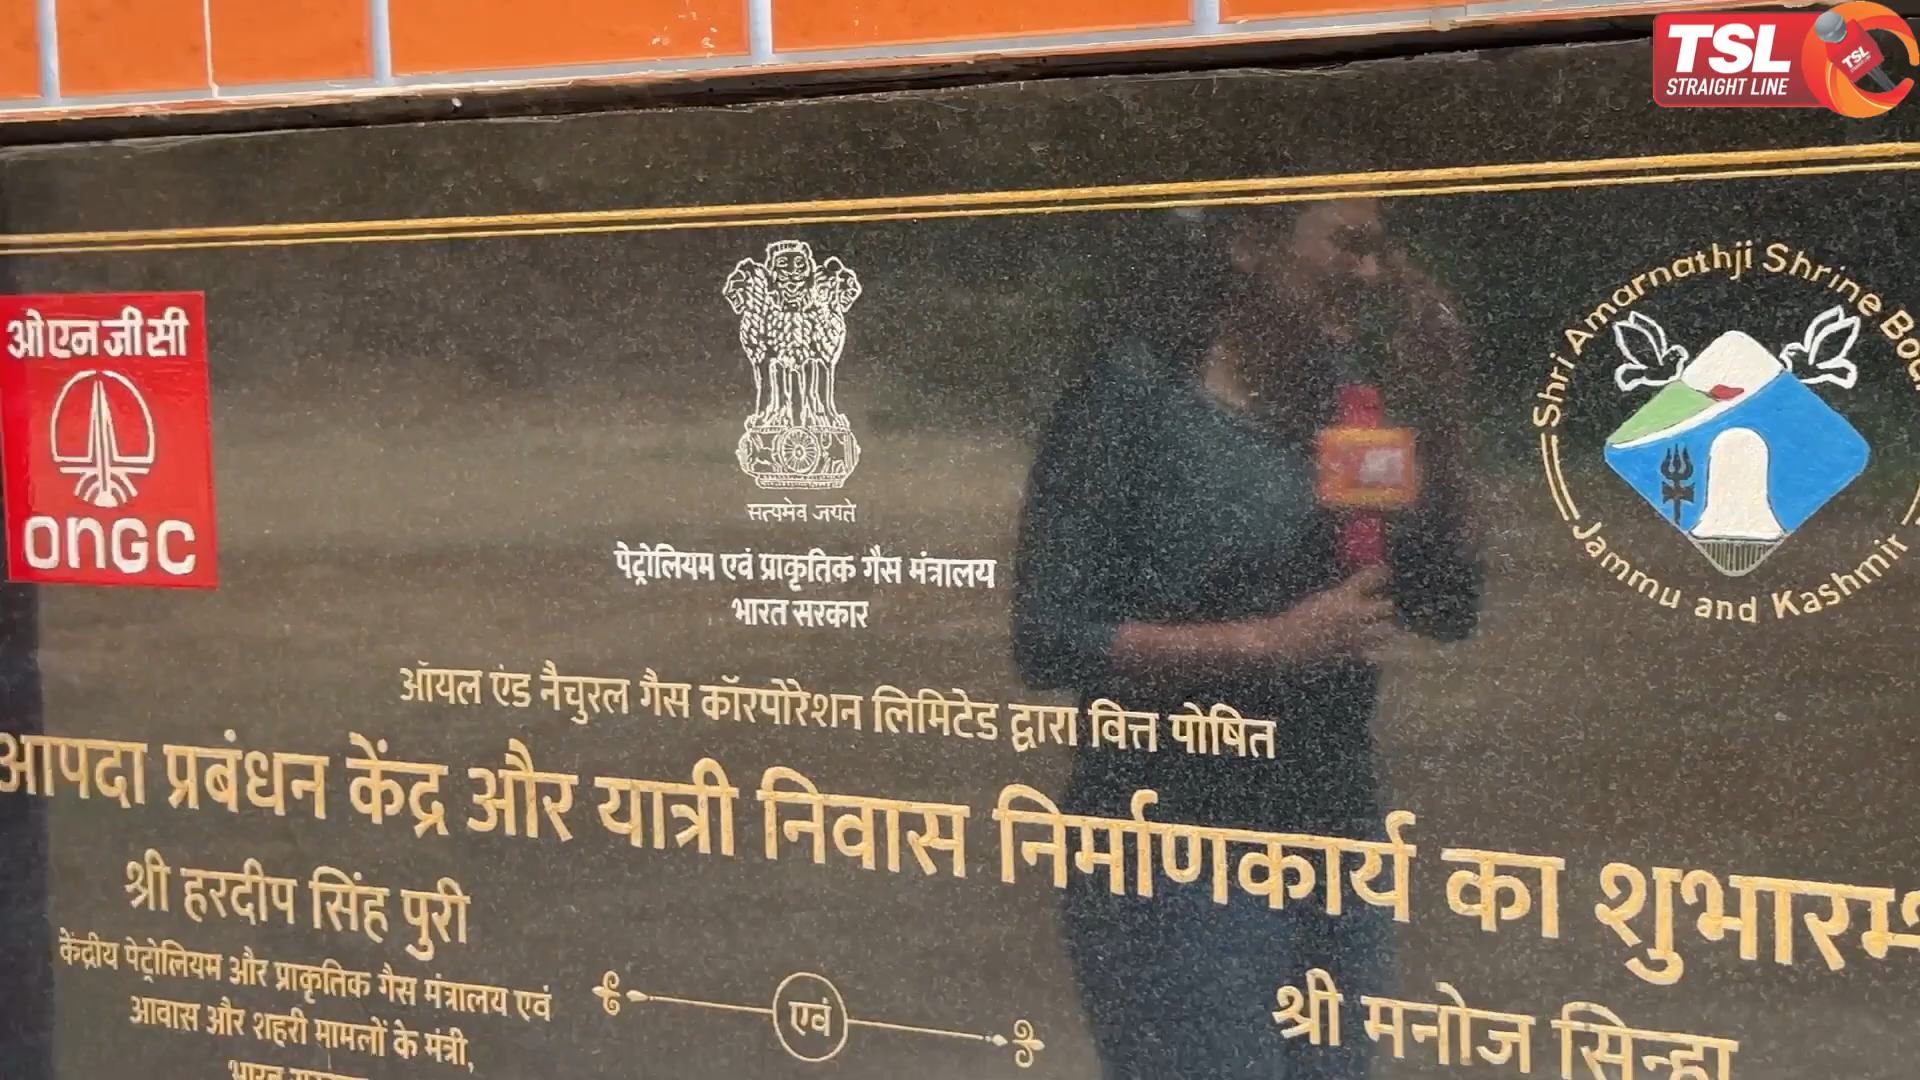 TSL
STRAIGHT LINE
TSL
ओएनजीसी
ONGC
सत्यमेव जयते
पेट्रोलियम एवं प्राकृतिक गैस मंत्रालय
भारत सरकार
Shri Amarnathji Shrine
Jammu and Kashmir
ऑयल एंड नैचुरल गैस कॉरपोरेशन लिमिटेड द्वारा वित्त पोषित
आपदा प्रबंधन केंद्र और यात्री निवास निर्माणकार्य का
श्री हरदीप सिंह पुरी
केंद्रीय पेट्रोलियम और प्राकृतिक गैस मंत्रालय एवं
आवास और शहरी मामलों के मंत्री,
एवं
श्री मनोज सिन्हा